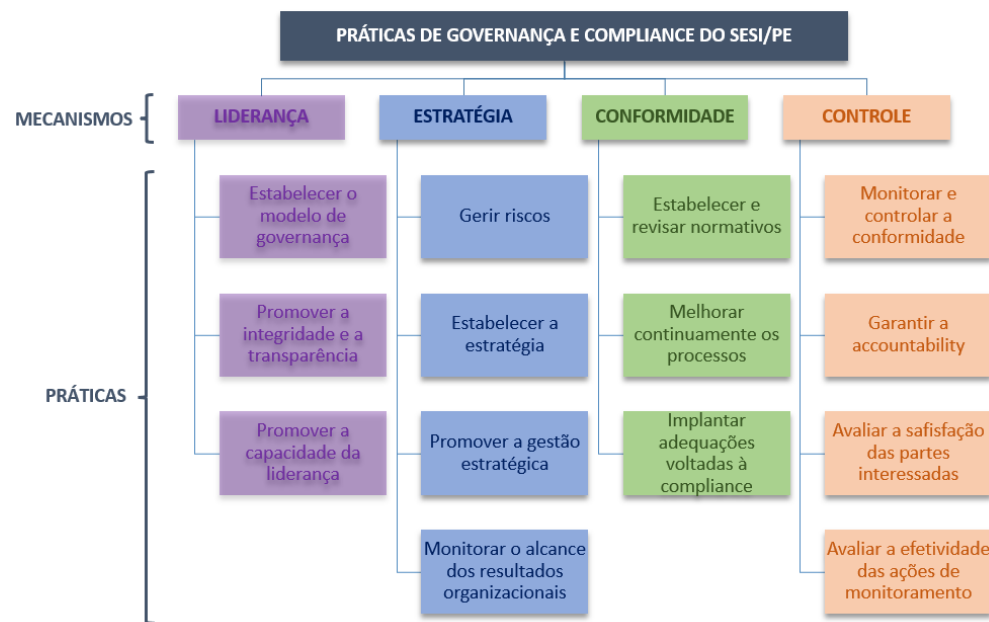 PRÁTICAS DE GOVERNANÇA E COMPLIANCE DO SESI/PE
MECANISMOS
LIDERANÇA
ESTRATÉGIA
CONFORMIDADE
CONTROLE
PRÁTICAS
Estabelecer o
modelo de
governança
Promover a
integridade e a
transparência
Promover a
capacidade da
liderança
Gerir riscos
Estabelecer a
estratégia
Promover a gestão
estratégica
Monitorar o alcance
dos resultados
organizacionais
Estabelecer e
revisar normativos
Melhorar
continuamente os
processos
Implantar
adequações
voltadas à
compliance
Monitorar e
controlar a
conformidade
Garantir a
accountability
Avaliar a satisfação
das partes
interessadas
Avaliar a efetividade
das ações de
monitoramento